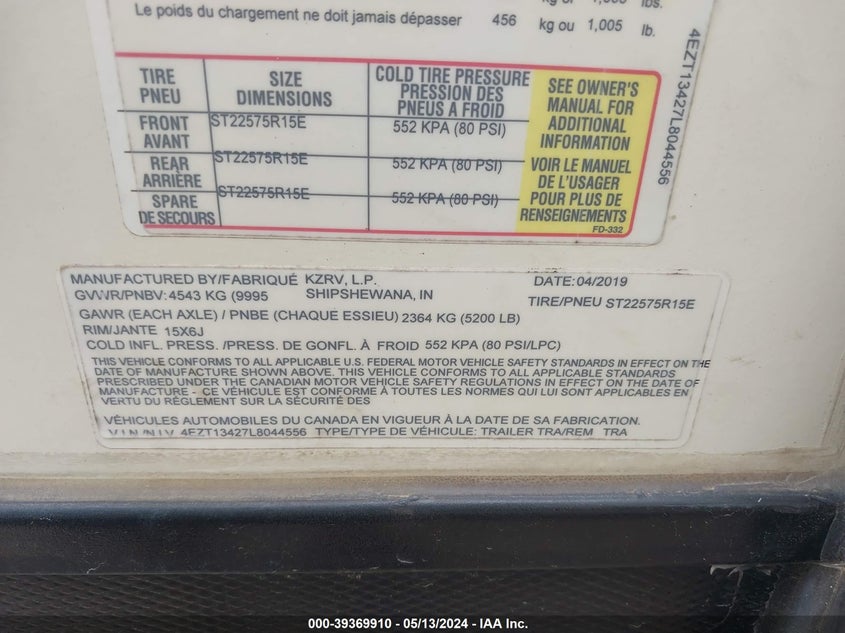 kg ou
lbs.
Le poids du chargement ne doit jamais dépasser 456 kg ou 1,005 lb.
TIRE PNEU
SIZE DIMENSIONS
COLD TIRE PRESSURE PRESSION DES PNEUS A FROID
SEE OWNER'S MANUAL FOR ADDITIONAL INFORMATION
FRONT AVANT ST22575R15E 552 KPA (80 PSI)
REAR ARRIÈRE ST22575R15E 552 KPA (80 PSI)
SPARE DE SECOURS ST22575R15E 552 KPA (80 PSI)
VOIR LE MANUEL DE L'USAGER POUR PLUS DE RENSEIGNEMENTS
FD-332
4EZT13427L8044556
MANUFACTURED BY/FABRIQUÉ KZRV, L.P. DATE: 04/2019
GVWR/PNBV: 4543 KG (9995 SHIPSHEWANA, IN TIRE/PNEU ST22575R15E
GAWR (EACH AXLE) / PNBE (CHAQUE ESSIEU) 2364 KG (5200 LB)
RIM/JANTE 15X6J
COLD INFL. PRESS. /PRESS. DE GONFL. À FROID 552 KPA (80 PSI/LPC)
THIS VEHICLE CONFORMS TO ALL APPLICABLE U.S. FEDERAL MOTOR VEHICLE SAFETY STANDARDS IN EFFECT ON THE
DATE OF MANUFACTURE SHOWN ABOVE. THIS VEHICLE CONFORMS TO ALL APPLICABLE STANDARDS
PRESCRIBED UNDER THE CANADIAN MOTOR VEHICLE SAFETY REGULATIONS IN EFFECT ON THE DATE OF
MANUFACTURE - CE VÉHICULE EST CONFORME À TOUTES LES NORMES QUI LUI SONT APPLICABLES EN
VERTU DU RÉGLEMENT SUR LA SÉCURITÉ DES
VÉHICULES AUTOMOBILES DU CANADA EN VIGUEUR À LA DATE DE SA FABRICATION.
V.I.N./N.I.V. 4EZT13427L8044556 TYPE/TYPE DE VÉHICULE: TRAILER TRA/REM TRA
000-39369910 - 05/13/2024 - IAA Inc.